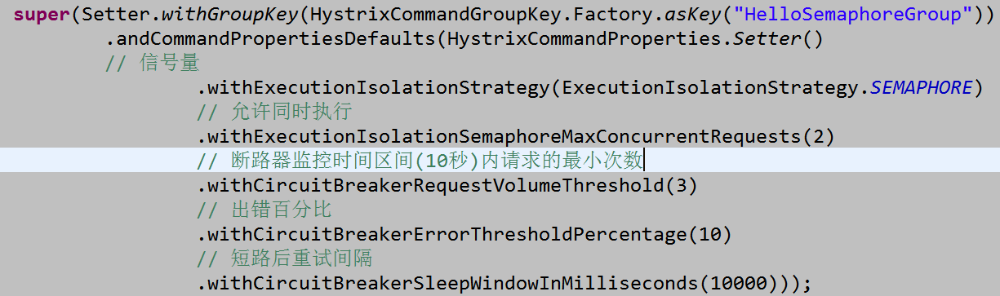 super(Setter.withGroupKey(HystrixCommandGroupKey.Factory.asKey("HelloSemaphoreGroup"))
.andCommandPropertiesDefaults(HystrixCommandProperties.Setter()
// 信号量
.withExecutionIsolationStrategy(ExecutionIsolationStrategy.SEMAPHORE)
// 允许同时执行
.withExecutionIsolationSemaphoreMaxConcurrentRequests(2)
// 断路器监控时间区间(10秒)内请求的最小次数
.withCircuitBreakerRequestVolumeThreshold(3)
// 出错百分比
.withCircuitBreakerErrorThresholdPercentage(10)
// 短路后重试间隔
.withCircuitBreakerSleepWindowInMilliseconds(10000)));